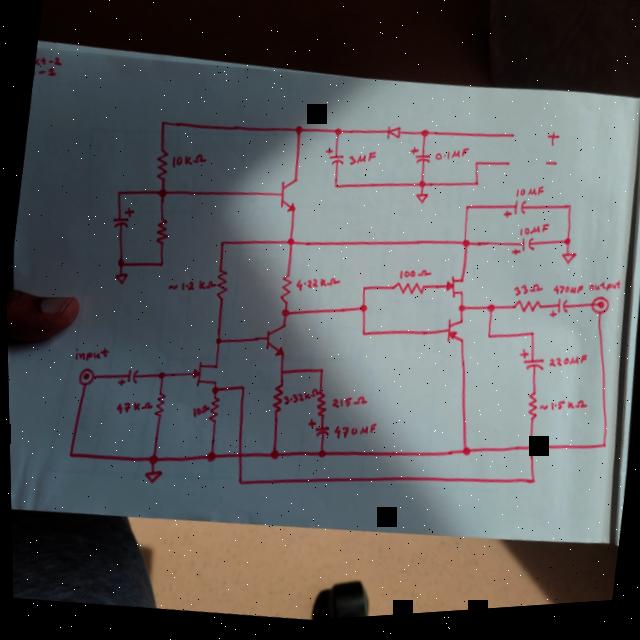 +
10KΩ
3MF
0.1MF
-
10MF
10MF
~1.2KΩ
4.22KΩ
100Ω
33Ω
470MF
output
input
220MF
47KΩ
10Ω
3.32KΩ
215Ω
~1.5KΩ
470MF